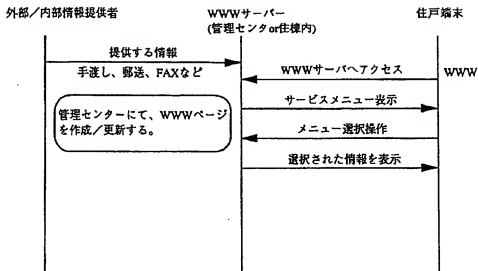 外部／内部情報提供者
WWWサーバー
(管理センタor住棟内)
住戸端末
提供する情報
手渡し、郵送、FAXなど
WWWサーバへアクセス
WWW
管理センターにて、WWWページ
を作成／更新する。
サービスメニュー表示
メニュー選択操作
選択された情報を表示